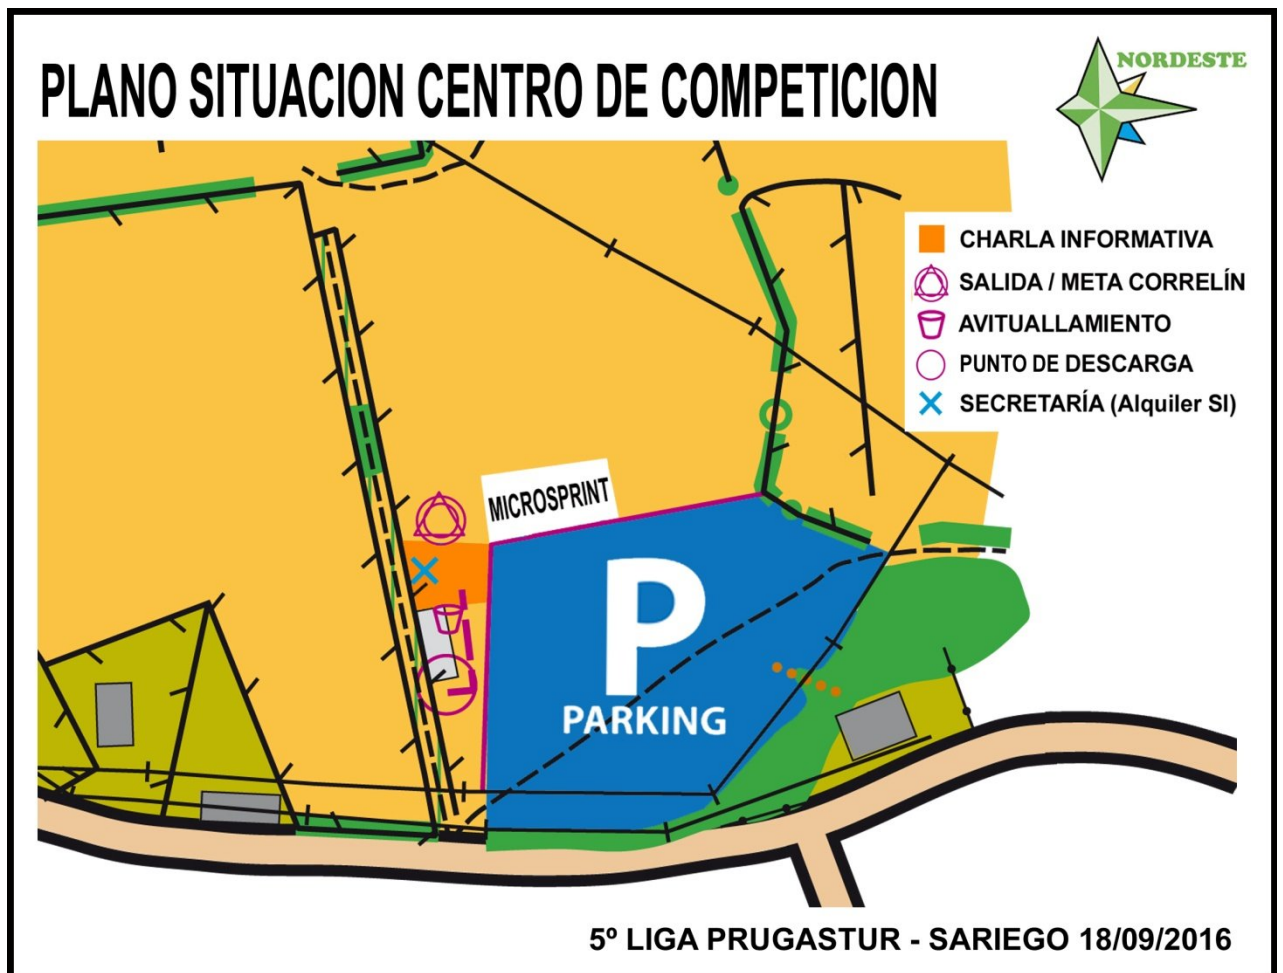 PLANO SITUACION CENTRO DE COMPETICION
NORDESTE
CHARLA INFORMATIVA
SALIDA / META CORRELÍN
AVITUALLAMIENTO
PUNTO DE DESCARGA
SECRETARÍA (Alquiler SI)
MICROSPRINT
P
PARKING
5º LIGA PRUGASTUR - SARIEGO 18/09/2016